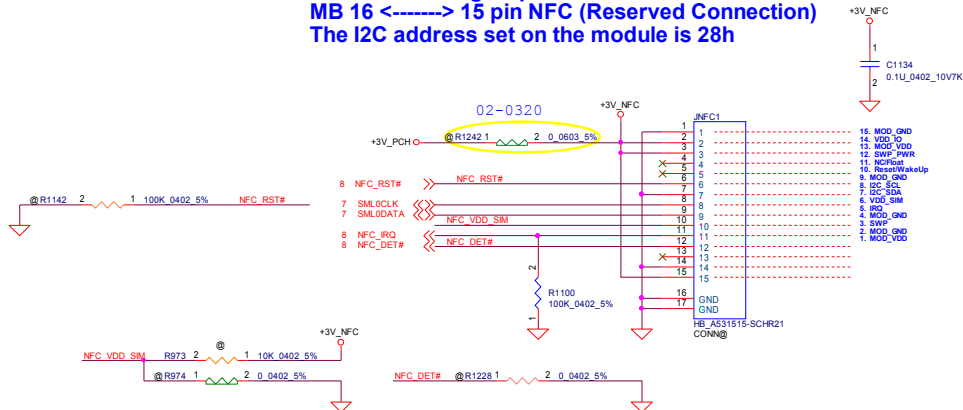 MB 16 <-------> 15 pin NFC (Reserved Connection)
The I2C address set on the module is 28h
+3V_NFC
1
C1134
0.1U_0402_10V7K
2
02-0320
+3V_NFC
+3V_PCH
@R1242 1
2 0_0603_5%
JNFC1
1 1
2 2
3 3
4 4
5 5
6 6
7 7
8 8
9 9
10 10
11 11
12 12
13 13
14 14
15 15
16 GND
17 GND
HB_A531515-SCHR21
CONN@
15. MOD_GND
14. VDD_IO
13. MOD_VDD
12. SWP_PWR
11. NC/Float
10. Reset/WakeUp
9. MOD_GND
8. I2C_SCL
7. I2C_SDA
6. VDD_SIM
5. IRQ
4. MOD_GND
3. SWP
2. MOD_GND
1. MOD_VDD
8 NFC_RST#
NFC_RST#
@R1142 2
1 100K_0402_5%
NFC_RST#
7 SML0CLK
7 SML0DATA
NFC_VDD_SIM
8 NFC_IRQ
8 NFC_DET#
NFC_DET#
2
R1100
100K_0402_5%
1
+3V_NFC
NFC_VDD_SIM
R973 2
@
1 10K_0402_5%
@R974 1
2 0_0402_5%
NFC_DET#
@R1228 1
2 0_0402_5%